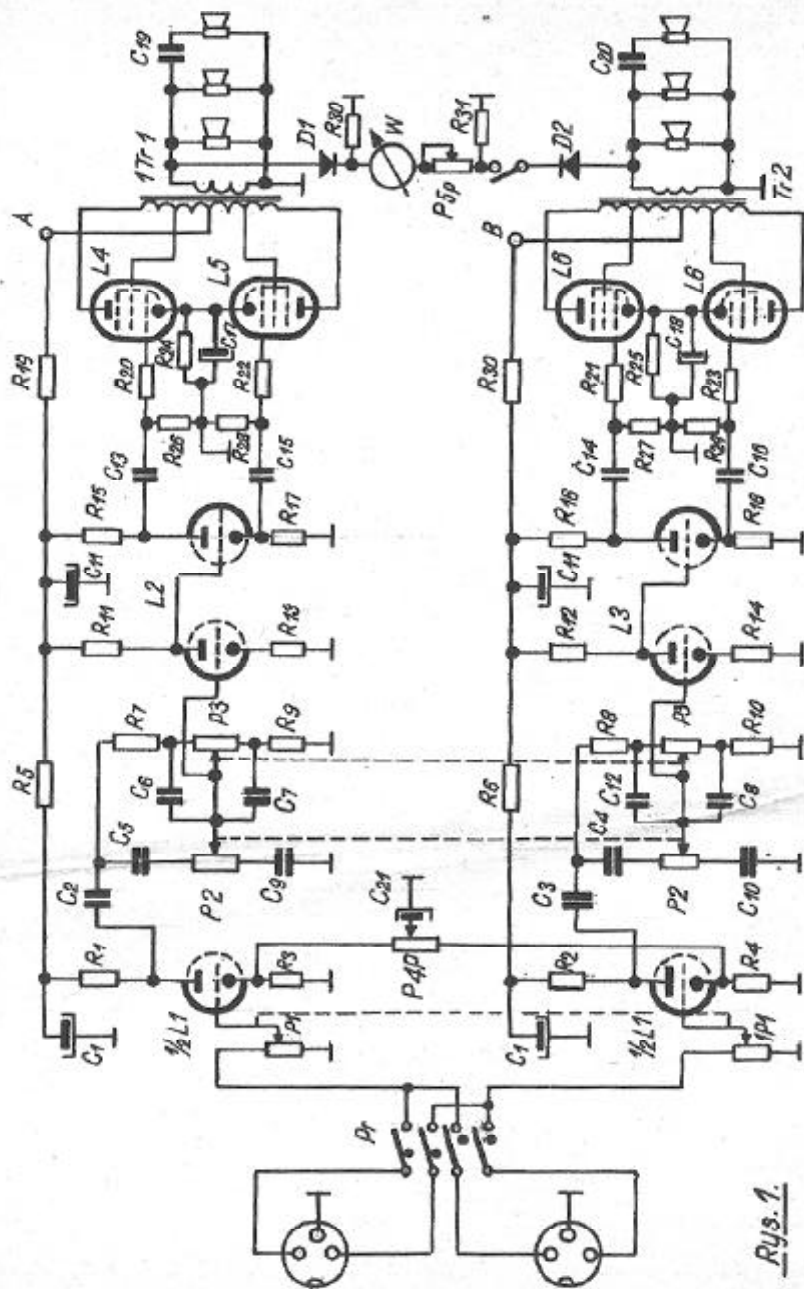 A
R19
1Tr1
C19
L4
L5
R20
R24
C17
R22
C13
R26
R28
C15
R15
C11
R17
R11
L2
R13
R5
R7
P3
R9
C6
C7
C5
C2
P2
C9
R1
R3
C1
½L1
P1
C21
P4p
D1
R30
W
R31
P5p
D2
B
R30
C20
Tr2
L8
L6
R21
R25
C18
R23
C14
R27
R29
C16
R16
C11
R18
R12
L3
R14
R6
R8
P3
R10
C12
C8
C4
C3
P2
C10
R2
R4
C1
½L1
1P1
Pr
Rys. 1.